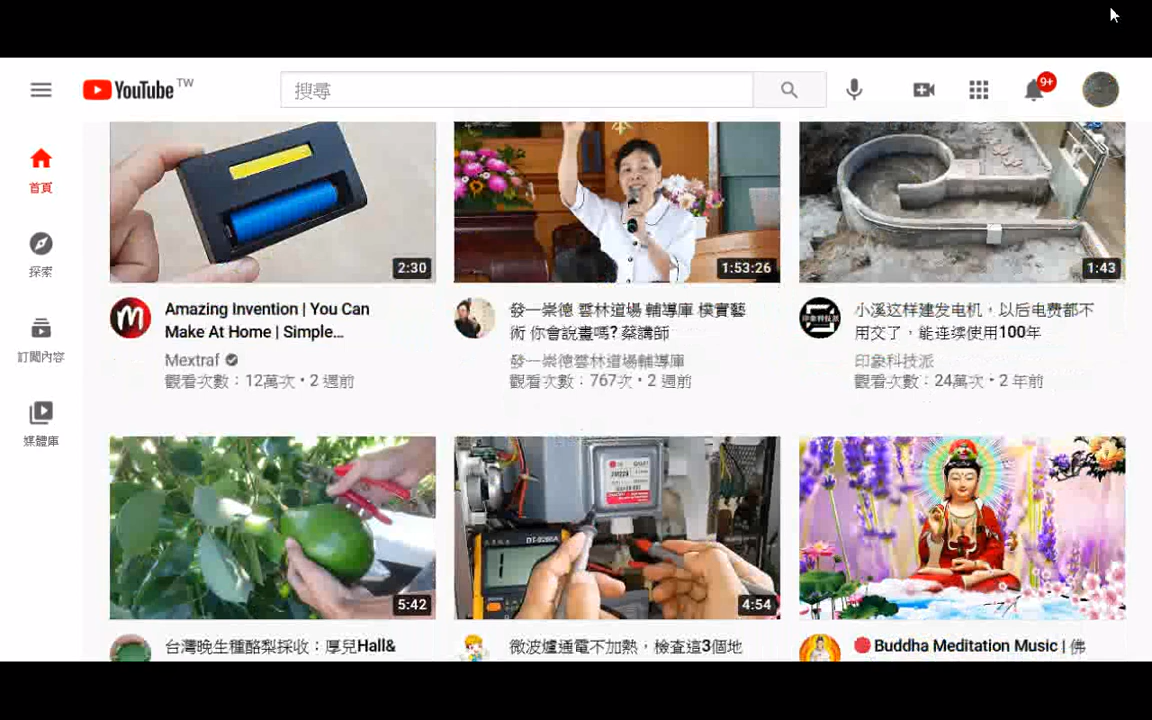 YouTube TW
搜尋
9+
首頁
探索
訂閱內容
媒體庫
2:30
1:53:26
1:43
Amazing Invention | You Can
Make At Home | Simple...
Mextraf
觀看次數：12萬次 • 2 週前
發一崇德 雲林道場 輔導庫 樸實藝
術 你會說畫嗎? 蔡講師
發一崇德雲林道場輔導庫
觀看次數：767次 • 2 週前
小溪这样建发电机，以后电费都不
用交了，能连续使用100年
印象科技派
觀看次數：24萬次 • 2 年前
5:42
4:54
台灣晚生種酪梨採收：厚兒Hall&
微波爐通電不加熱，檢查這3個地
Buddha Meditation Music | 佛